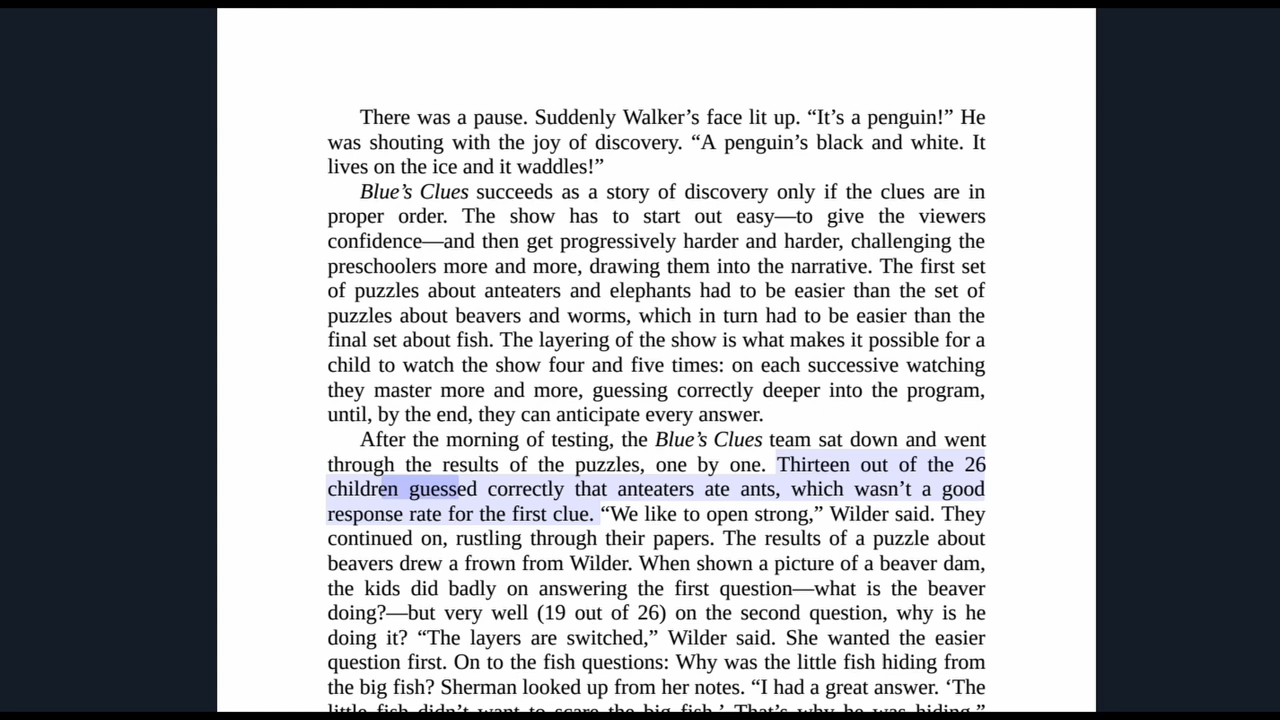 There was a pause. Suddenly Walker’s face lit up. “It’s a penguin!” He
was shouting with the joy of discovery. “A penguin’s black and white. It
lives on the ice and it waddles!”
Blue’s Clues succeeds as a story of discovery only if the clues are in
proper order. The show has to start out easy—to give the viewers
confidence—and then get progressively harder and harder, challenging the
preschoolers more and more, drawing them into the narrative. The first set
of puzzles about anteaters and elephants had to be easier than the set of
puzzles about beavers and worms, which in turn had to be easier than the
final set about fish. The layering of the show is what makes it possible for a
child to watch the show four and five times: on each successive watching
they master more and more, guessing correctly deeper into the program,
until, by the end, they can anticipate every answer.
After the morning of testing, the Blue’s Clues team sat down and went
through the results of the puzzles, one by one. Thirteen out of the 26
children guessed correctly that anteaters ate ants, which wasn’t a good
response rate for the first clue. “We like to open strong,” Wilder said. They
continued on, rustling through their papers. The results of a puzzle about
beavers drew a frown from Wilder. When shown a picture of a beaver dam,
the kids did badly on answering the first question—what is the beaver
doing?—but very well (19 out of 26) on the second question, why is he
doing it? “The layers are switched,” Wilder said. She wanted the easier
question first. On to the fish questions: Why was the little fish hiding from
the big fish? Sherman looked up from her notes. “I had a great answer. ‘The
little fish didn’t want to scare the big fish.’ That’s why he was hiding.”